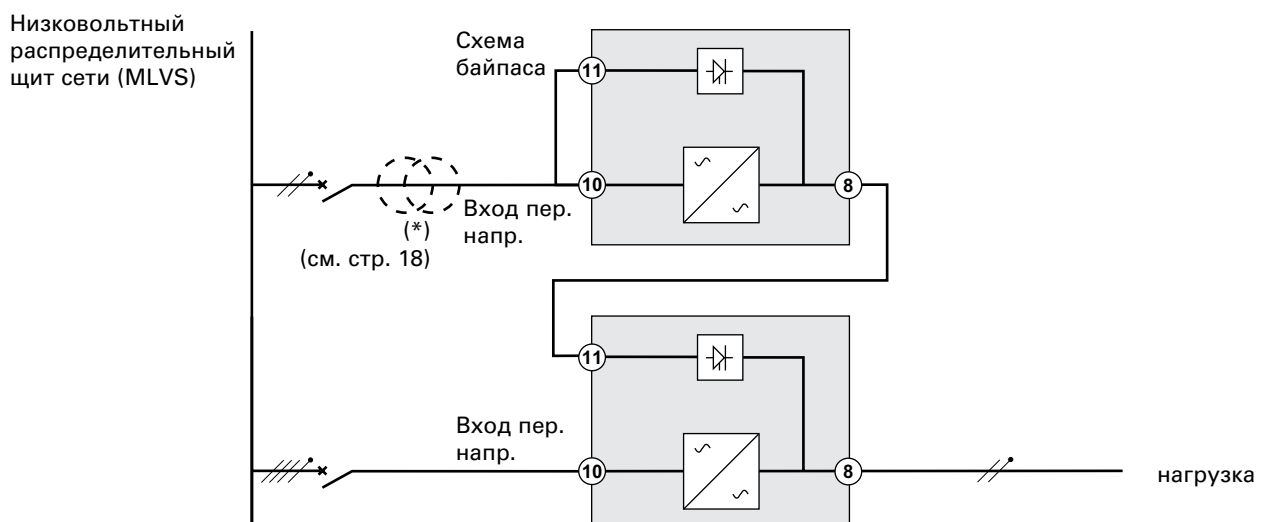 Низковольтный
распределительный
щит сети (MLVS)
Схема
байпаса
11
10
8
Вход пер.
напр.
(*)
(см. стр. 18)
11
Вход пер.
напр.
10
8
нагрузка